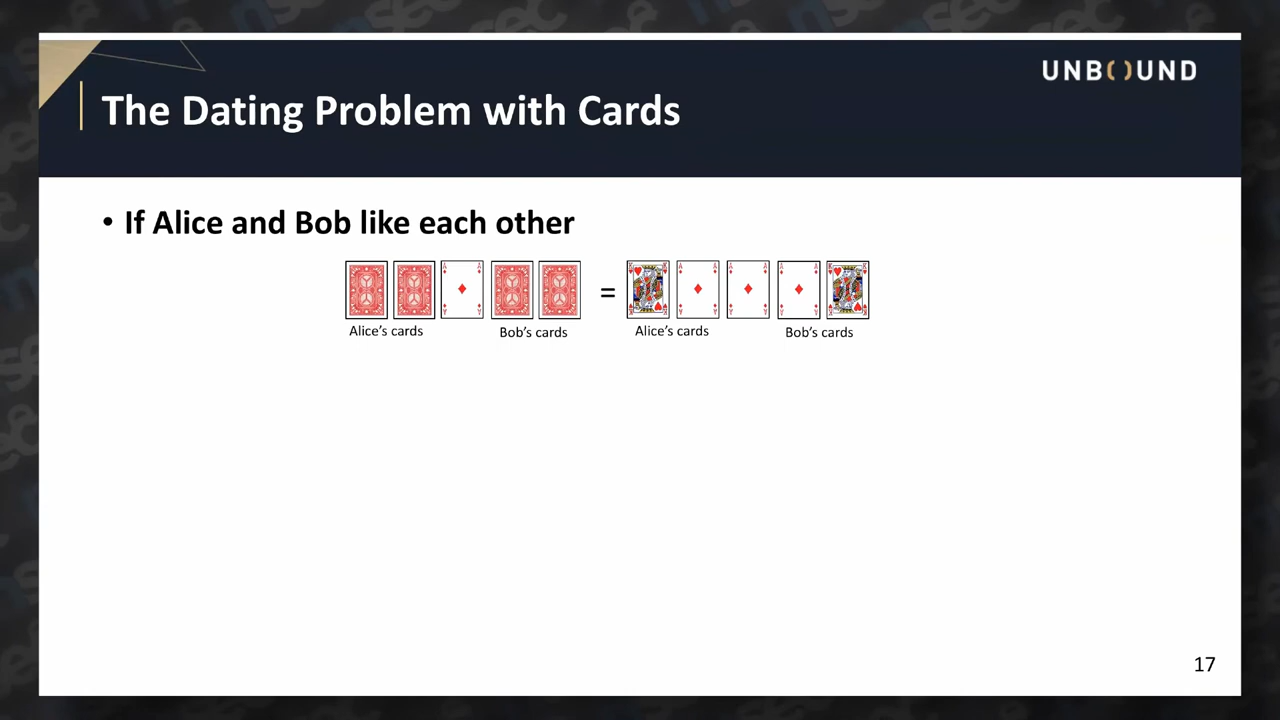 UNBOUND
The Dating Problem with Cards
• If Alice and Bob like each other
=
Alice's cards
Bob's cards
Alice's cards
Bob's cards
17